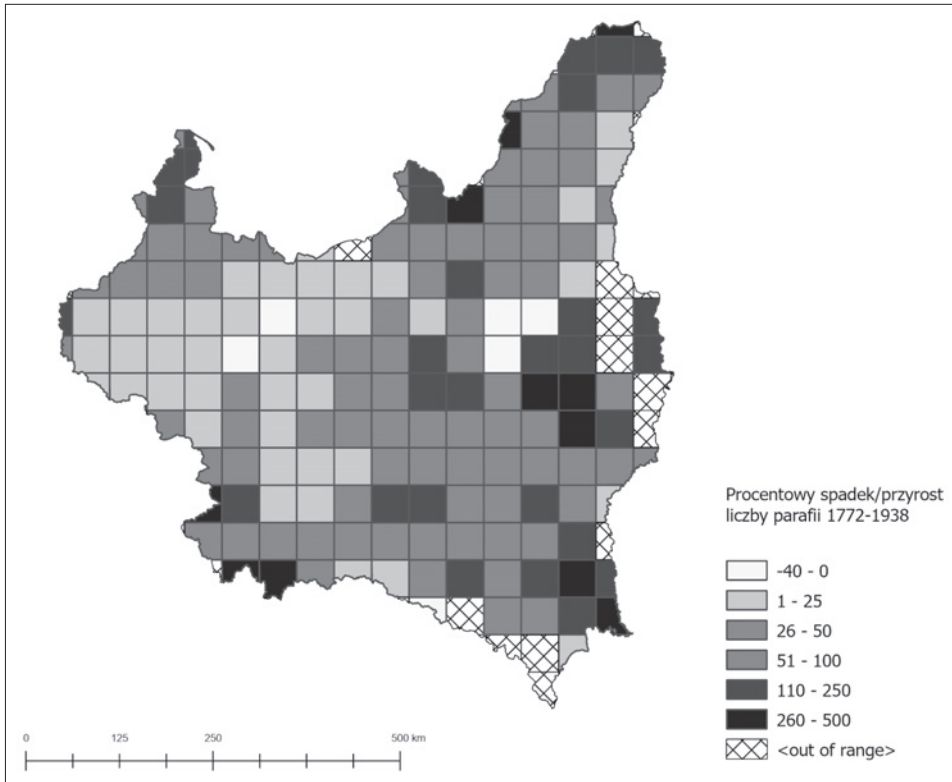 Procentowy spadek/przyrost
liczby parafii 1772-1938
-40 - 0
1 - 25
26 - 50
51 - 100
110 - 250
260 - 500
<out of range>
0 125 250 500 km